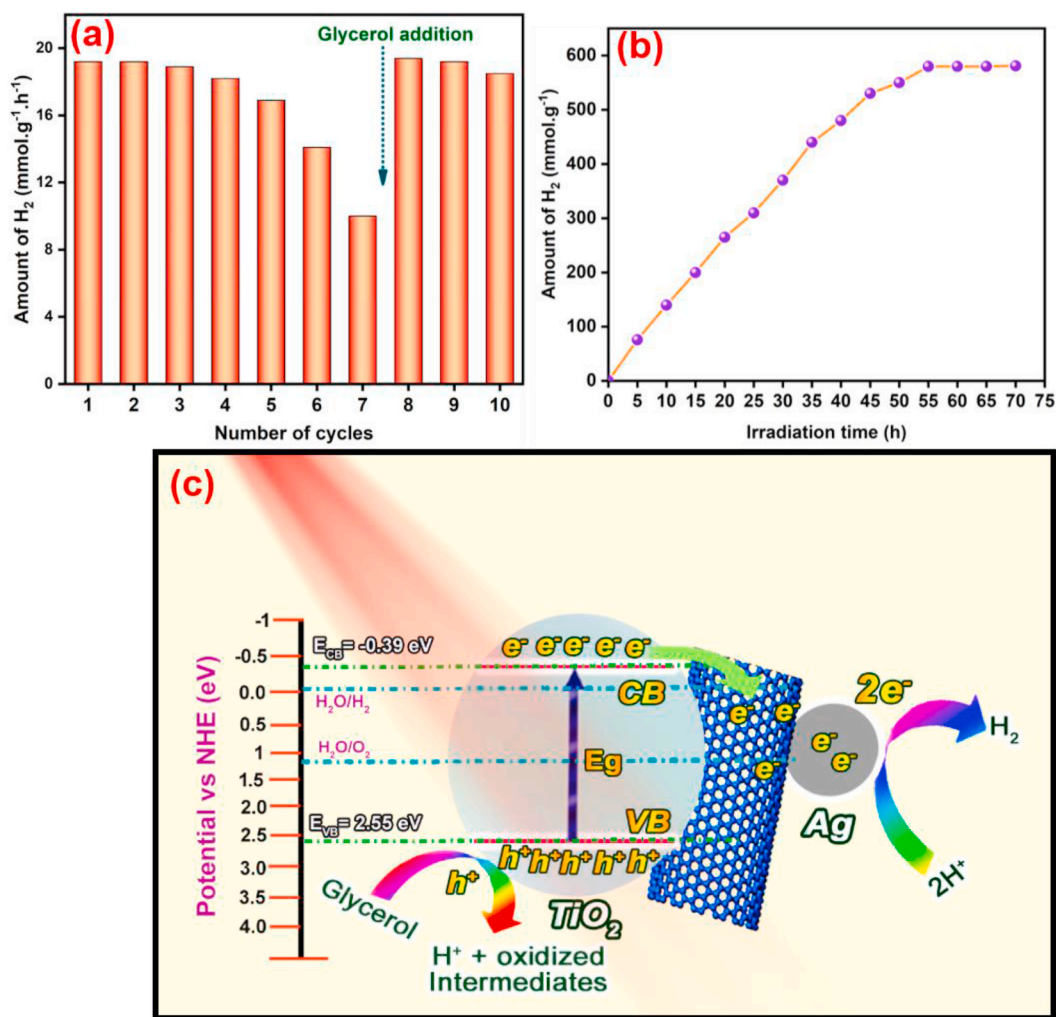 (a)
Glycerol addition
Amount of H₂ (mmol.g⁻¹.h⁻¹)
20
16
12
8
4
0
1 2 3 4 5 6 7 8 9 10
Number of cycles
(b)
Amount of H₂ (mmol.g⁻¹)
600
500
400
300
200
100
0
0 5 10 15 20 25 30 35 40 45 50 55 60 65 70 75
Irradiation time (h)
(c)
Potential vs NHE (eV)
-1
-0.5
0.0
0.5
1
1.5
2.0
2.5
3.0
3.5
4.0
E_CB= -0.39 eV
H₂O/H₂
H₂O/O₂
E_VB= 2.55 eV
e⁻ e⁻ e⁻ e⁻ e⁻
CB
Eg
VB
h⁺ h⁺ h⁺ h⁺ h⁺
TiO₂
e⁻ e⁻
e⁻
e⁻
e⁻
Ag
2e⁻
H₂
2H⁺
Glycerol
h⁺
H⁺ + oxidized
Intermediates